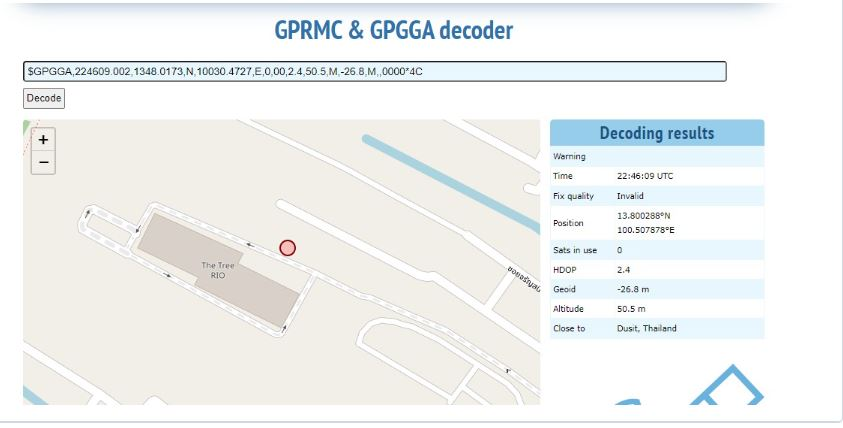 GPRMC & GPGGA decoder
$GPGGA,224609.002,1348.0173,N,10030.4727,E,0,00,2.4,50.5,M,-26.8,M,,0000*4C
Decode
+
−
The Tree
RIO
Decoding results
Warning
Time 22:46:09 UTC
Fix quality Invalid
Position 13.800288°N
100.507878°E
Sats in use 0
HDOP 2.4
Geoid -26.8 m
Altitude 50.5 m
Close to Dusit, Thailand